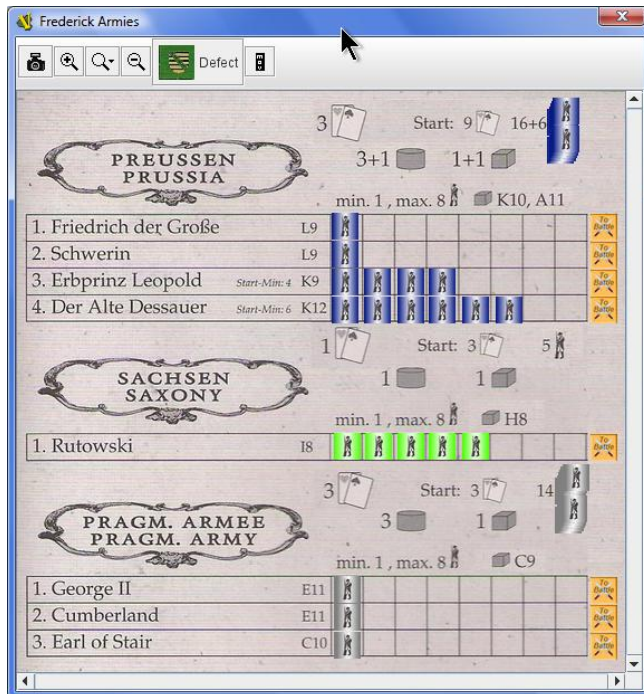 Frederick Armies
Defect
3 Start: 9 16+6
PREUSSEN
PRUSSIA
3+1 1+1
min. 1 , max. 8 K10, A11
1. Friedrich der Große L9
2. Schwerin L9
3. Erbprinz Leopold Start-Min: 4 K9
4. Der Alte Dessauer Start-Min: 6 K12
To Battle
To Battle
To Battle
To Battle
1 Start: 3 5
SACHSEN
SAXONY
1 1
min. 1 , max. 8 H8
1. Rutowski I8
To Battle
3 Start: 3 14
PRAGM. ARMEE
PRAGM. ARMY
3 1
min. 1 , max. 8 C9
1. George II E11
2. Cumberland E11
3. Earl of Stair C10
To Battle
To Battle
To Battle